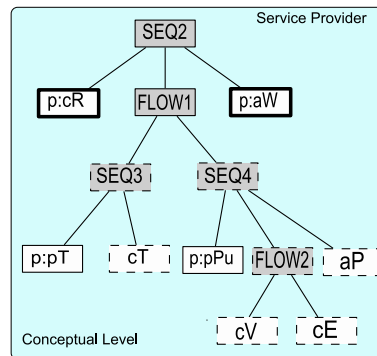 Service Provider
SEQ2
p:cR
FLOW1
p:aW
SEQ3
SEQ4
p:pT
cT
p:pPu
FLOW2
aP
cV
cE
Conceptual Level